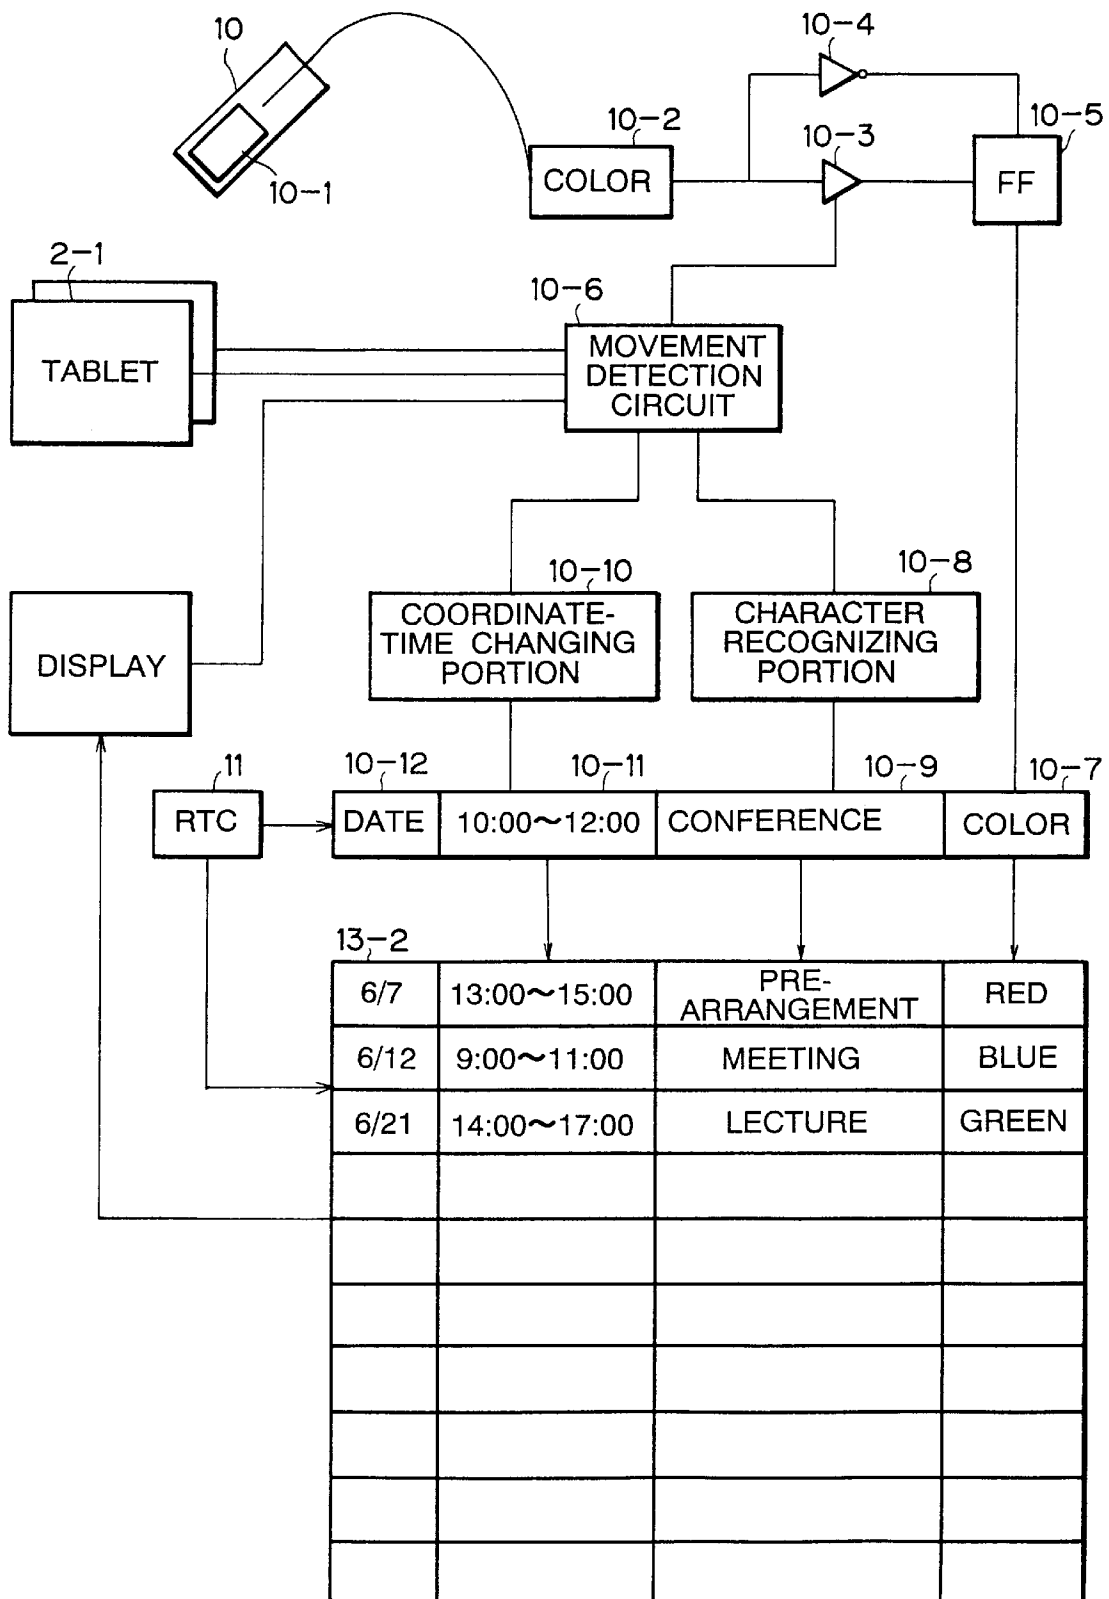 10
10-4
10-2
10-3
10-5
10-1
COLOR
FF
2-1
10-6
TABLET
MOVEMENT
DETECTION
CIRCUIT
10-10
10-8
COORDINATE-
TIME CHANGING
PORTION
CHARACTER
RECOGNIZING
PORTION
DISPLAY
11
10-12
10-11
10-9
10-7
RTC
DATE
10:00~12:00
CONFERENCE
COLOR
13-2
6/7
13:00~15:00
PRE-
ARRANGEMENT
RED
6/12
9:00~11:00
MEETING
BLUE
6/21
14:00~17:00
LECTURE
GREEN